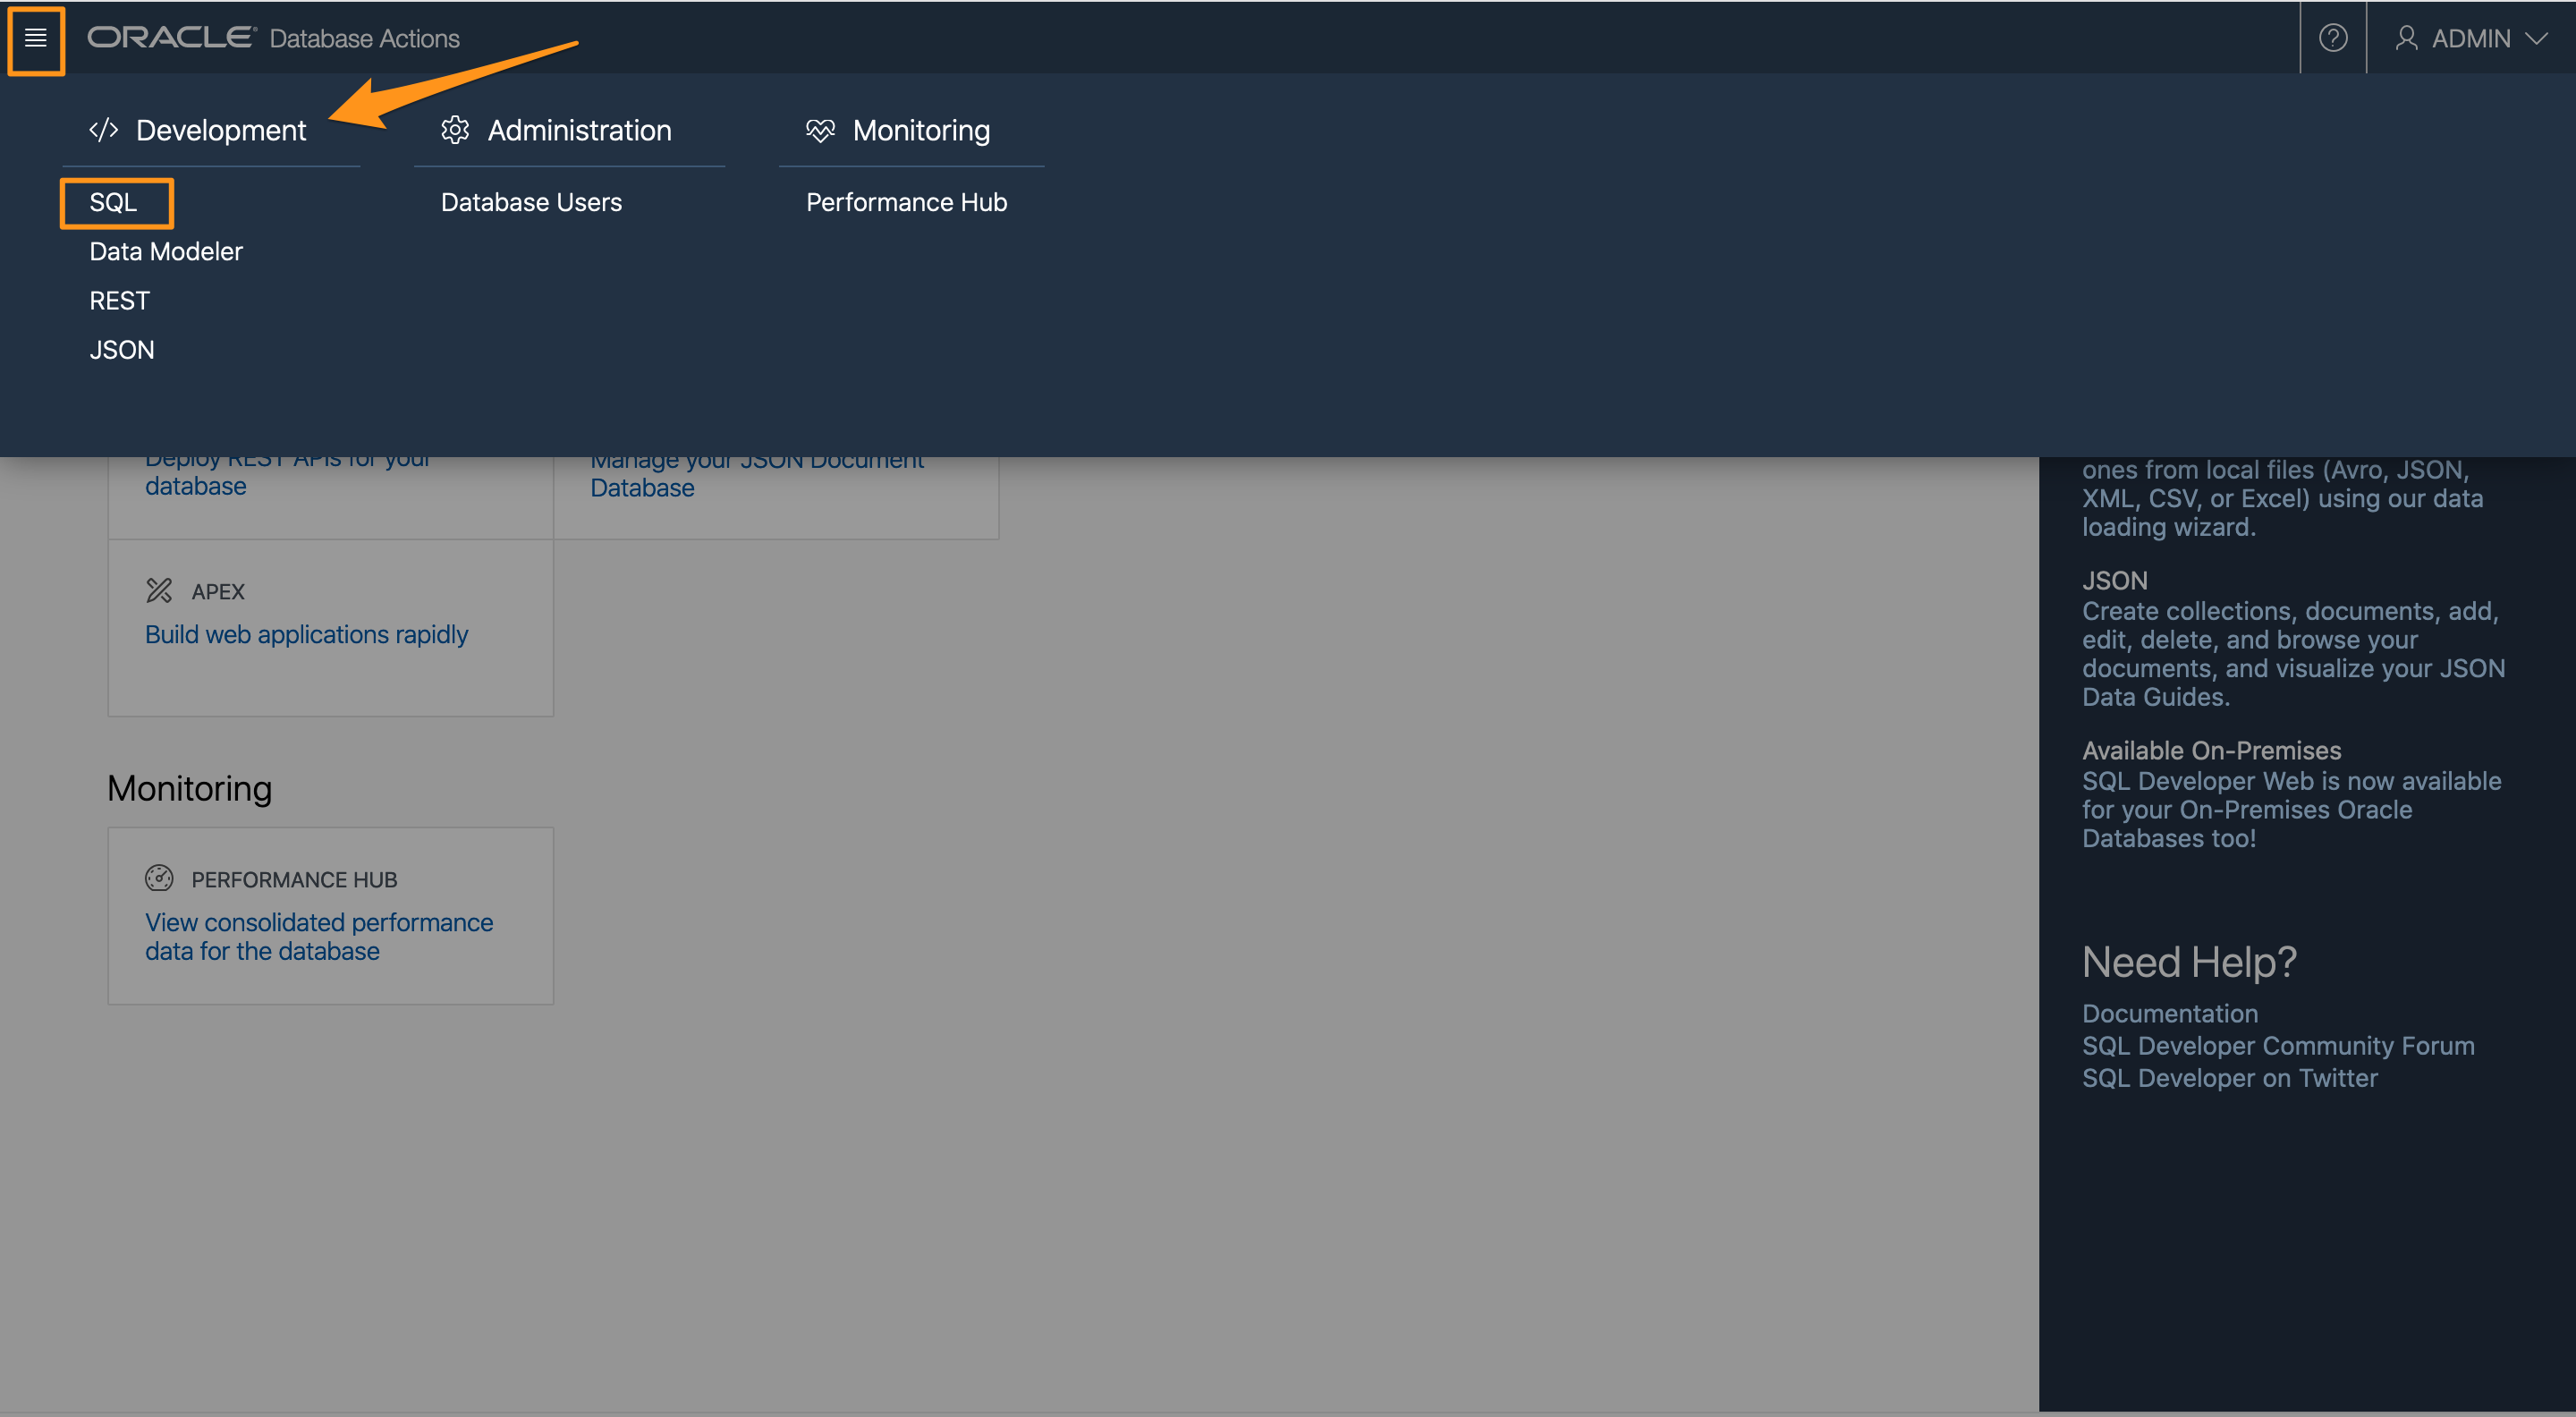 ORACLE Database Actions
ADMIN
Development
SQL
Data Modeler
REST
JSON
Administration
Database Users
Monitoring
Performance Hub
Deploy REST APIs for your
database
Manage your JSON Document
Database
APEX
Build web applications rapidly
Monitoring
PERFORMANCE HUB
View consolidated performance
data for the database
ones from local files (Avro, JSON,
XML, CSV, or Excel) using our data
loading wizard.
JSON
Create collections, documents, add,
edit, delete, and browse your
documents, and visualize your JSON
Data Guides.
Available On-Premises
SQL Developer Web is now available
for your On-Premises Oracle
Databases too!
Need Help?
Documentation
SQL Developer Community Forum
SQL Developer on Twitter